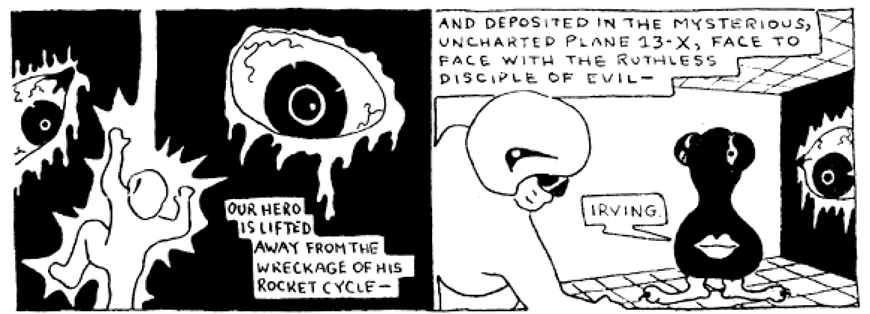 OUR HERO
IS LIFTED
AWAY FROM THE
WRECKAGE OF HIS
ROCKET CYCLE—
AND DEPOSITED IN THE MYSTERIOUS,
UNCHARTED PLANE 13-X, FACE TO
FACE WITH THE RUTHLESS
DISCIPLE OF EVIL—
IRVING.